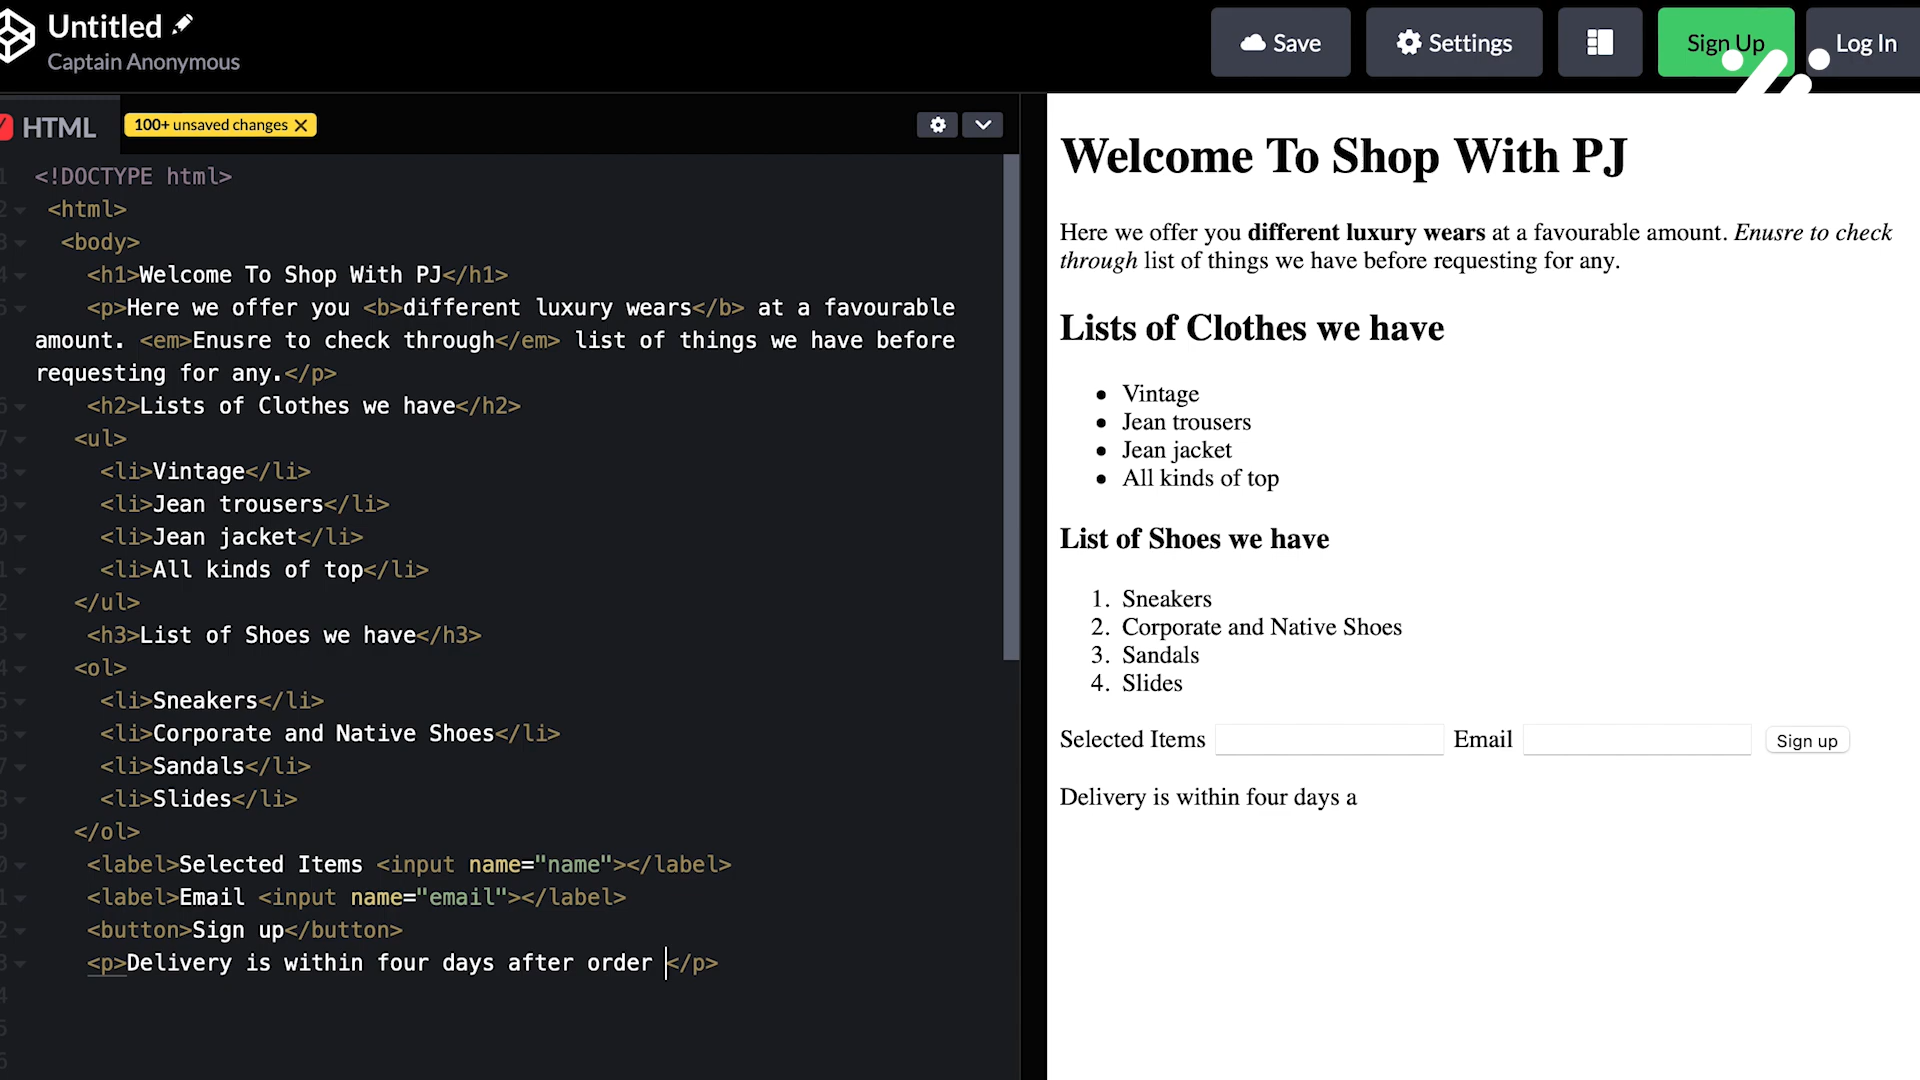 Untitled
Captain Anonymous
Save
Settings
Sign Up
Log In
HTML
100+ unsaved changes
<!DOCTYPE html>
<html>
<body>
<h1>Welcome To Shop With PJ</h1>
<p>Here we offer you <b>different luxury wears</b> at a favourable
amount. <em>Enusre to check through</em> list of things we have before
requesting for any.</p>
<h2>Lists of Clothes we have</h2>
<ul>
<li>Vintage</li>
<li>Jean trousers</li>
<li>Jean jacket</li>
<li>All kinds of top</li>
</ul>
<h3>List of Shoes we have</h3>
<ol>
<li>Sneakers</li>
<li>Corporate and Native Shoes</li>
<li>Sandals</li>
<li>Slides</li>
</ol>
<label>Selected Items <input name="name"></label>
<label>Email <input name="email"></label>
<button>Sign up</button>
<p>Delivery is within four days after order </p>
Welcome To Shop With PJ
Here we offer you different luxury wears at a favourable amount. Enusre to check
through list of things we have before requesting for any.
Lists of Clothes we have
Vintage
Jean trousers
Jean jacket
All kinds of top
List of Shoes we have
1. Sneakers
2. Corporate and Native Shoes
3. Sandals
4. Slides
Selected Items Email Sign up
Delivery is within four days a